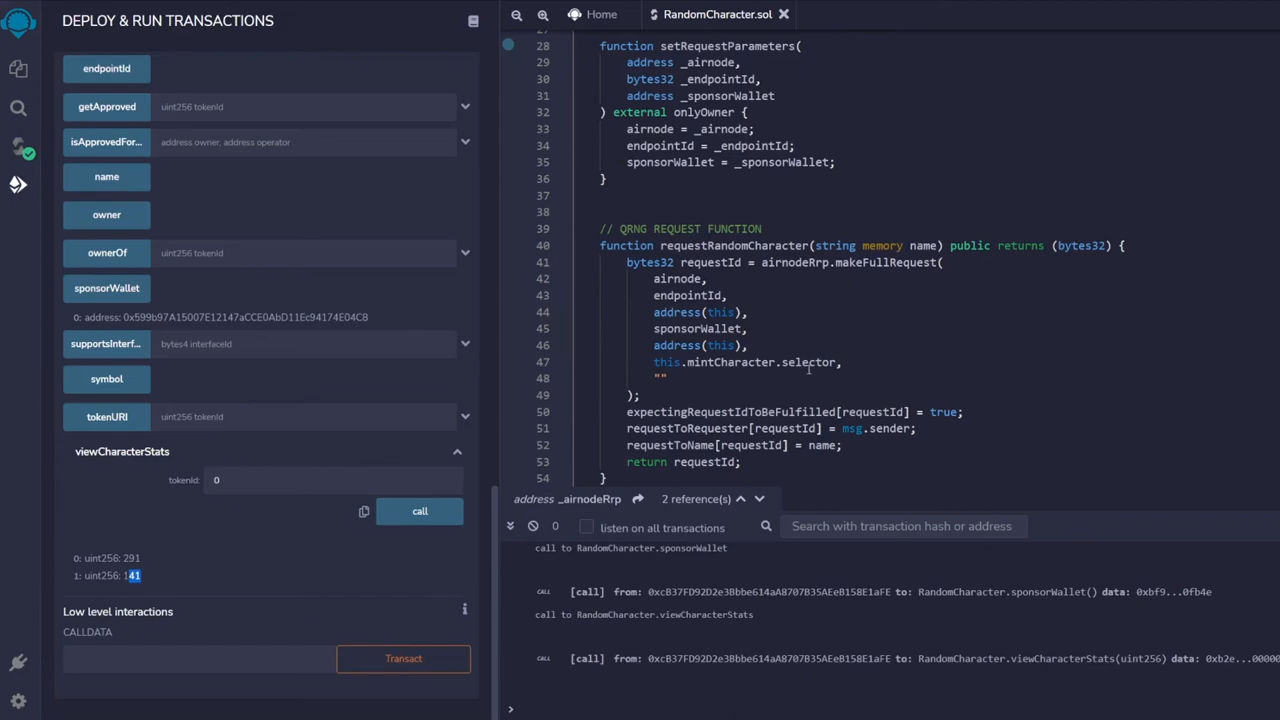 DEPLOY & RUN TRANSACTIONS
endpointId
getApproved uint256 tokenId
isApprovedFor... address owner, address operator
name
owner
ownerOf uint256 tokenId
sponsorWallet
0: address: 0x599b97A15007E12147aCCE0AbD11Ec94174E04C8
supportsInterf... bytes4 interfaceId
symbol
tokenURI uint256 tokenId
viewCharacterStats
tokenId: 0
call
0: uint256: 291
1: uint256: 141
Low level interactions
CALLDATA
Transact
Home RandomCharacter.sol
28 function setRequestParameters(
29 address _airnode,
30 bytes32 _endpointId,
31 address _sponsorWallet
32 ) external onlyOwner {
33 airnode = _airnode;
34 endpointId = _endpointId;
35 sponsorWallet = _sponsorWallet;
36 }
37
38
39 // QRNG REQUEST FUNCTION
40 function requestRandomCharacter(string memory name) public returns (bytes32) {
41 bytes32 requestId = airnodeRrp.makeFullRequest(
42 airnode,
43 endpointId,
44 address(this),
45 sponsorWallet,
46 address(this),
47 this.mintCharacter.selector,
48 ""
49 );
50 expectingRequestIdToBeFulfilled[requestId] = true;
51 requestToRequester[requestId] = msg.sender;
52 requestToName[requestId] = name;
53 return requestId;
54 }
address _airnodeRrp 2 reference(s)
0 listen on all transactions Search with transaction hash or address
call to RandomCharacter.sponsorWallet
CALL [call] from: 0xcB37FD92D2e3Bbbe614aA8707B35AEeB158E1aFE to: RandomCharacter.sponsorWallet() data: 0xbf9...0fb4e
call to RandomCharacter.viewCharacterStats
CALL [call] from: 0xcB37FD92D2e3Bbbe614aA8707B35AEeB158E1aFE to: RandomCharacter.viewCharacterStats(uint256) data: 0xb2e...00000
>